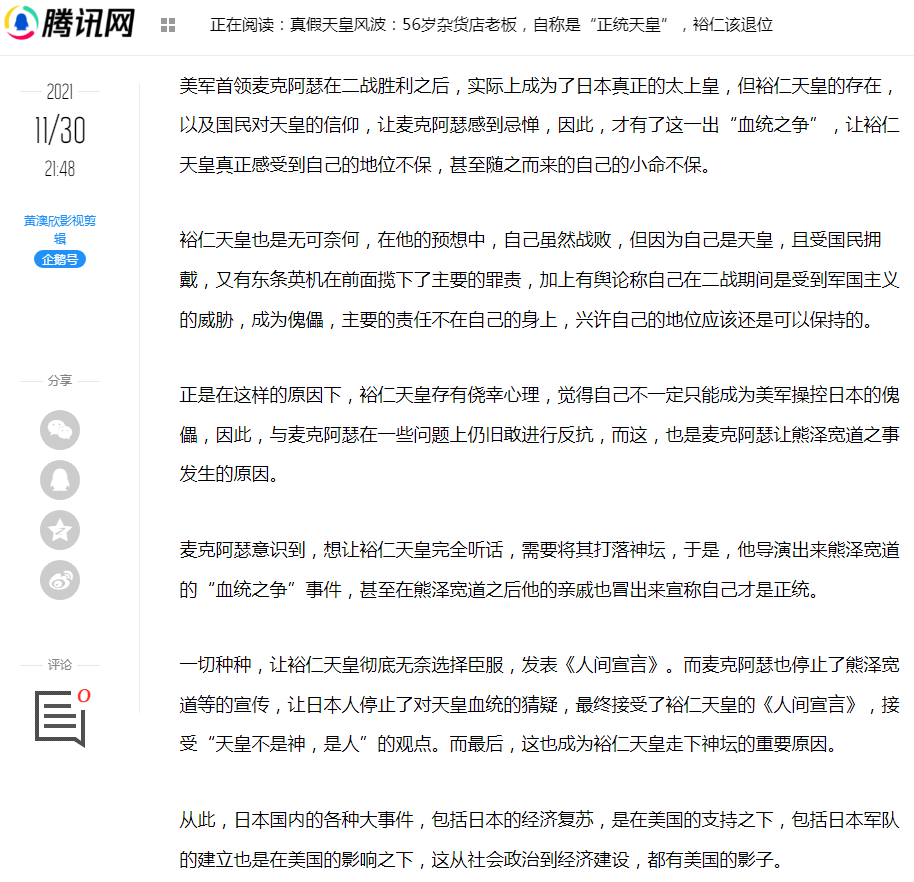 腾讯网
正在阅读：真假天皇风波：56岁杂货店老板，自称是“正统天皇”，裕仁该退位
2021
11/30
21:48
黄澳欣影视剪
辑
企鹅号
分享
评论
0
美军首领麦克阿瑟在二战胜利之后，实际上成为了日本真正的太上皇，但裕仁天皇的存在，
以及国民对天皇的信仰，让麦克阿瑟感到忌惮，因此，才有了这一出“血统之争”，让裕仁
天皇真正感受到自己的地位不保，甚至随之而来的自己的小命不保。
裕仁天皇也是无可奈何，在他的预想中，自己虽然战败，但因为自己是天皇，且受国民拥
戴，又有东条英机在前面揽下了主要的罪责，加上有舆论称自己在二战期间是受到军国主义
的威胁，成为傀儡，主要的责任不在自己的身上，兴许自己的地位应该还是可以保持的。
正是在这样的原因下，裕仁天皇存有侥幸心理，觉得自己不一定只能成为美军操控日本的傀
儡，因此，与麦克阿瑟在一些问题上仍旧敢进行反抗，而这，也是麦克阿瑟让熊泽宽道之事
发生的原因。
麦克阿瑟意识到，想让裕仁天皇完全听话，需要将其打落神坛，于是，他导演出来熊泽宽道
的“血统之争”事件，甚至在熊泽宽道之后他的亲戚也冒出来宣称自己才是正统。
一切种种，让裕仁天皇彻底无奈选择臣服，发表《人间宣言》。而麦克阿瑟也停止了熊泽宽
道等的宣传，让日本人停止了对天皇血统的猜疑，最终接受了裕仁天皇的《人间宣言》，接
受“天皇不是神，是人”的观点。而最后，这也成为裕仁天皇走下神坛的重要原因。
从此，日本国内的各种大事件，包括日本的经济复苏，是在美国的支持之下，包括日本军队
的建立也是在美国的影响之下，这从社会政治到经济建设，都有美国的影子。